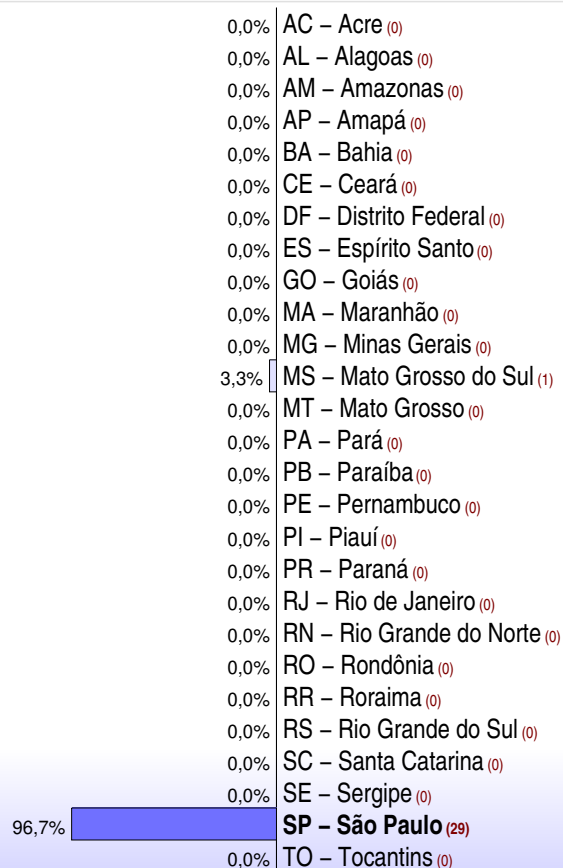 0,0% AC – Acre (0)
0,0% AL – Alagoas (0)
0,0% AM – Amazonas (0)
0,0% AP – Amapá (0)
0,0% BA – Bahia (0)
0,0% CE – Ceará (0)
0,0% DF – Distrito Federal (0)
0,0% ES – Espírito Santo (0)
0,0% GO – Goiás (0)
0,0% MA – Maranhão (0)
0,0% MG – Minas Gerais (0)
3,3% MS – Mato Grosso do Sul (1)
0,0% MT – Mato Grosso (0)
0,0% PA – Pará (0)
0,0% PB – Paraíba (0)
0,0% PE – Pernambuco (0)
0,0% PI – Piauí (0)
0,0% PR – Paraná (0)
0,0% RJ – Rio de Janeiro (0)
0,0% RN – Rio Grande do Norte (0)
0,0% RO – Rondônia (0)
0,0% RR – Roraima (0)
0,0% RS – Rio Grande do Sul (0)
0,0% SC – Santa Catarina (0)
0,0% SE – Sergipe (0)
96,7% SP – São Paulo (29)
0,0% TO – Tocantins (0)